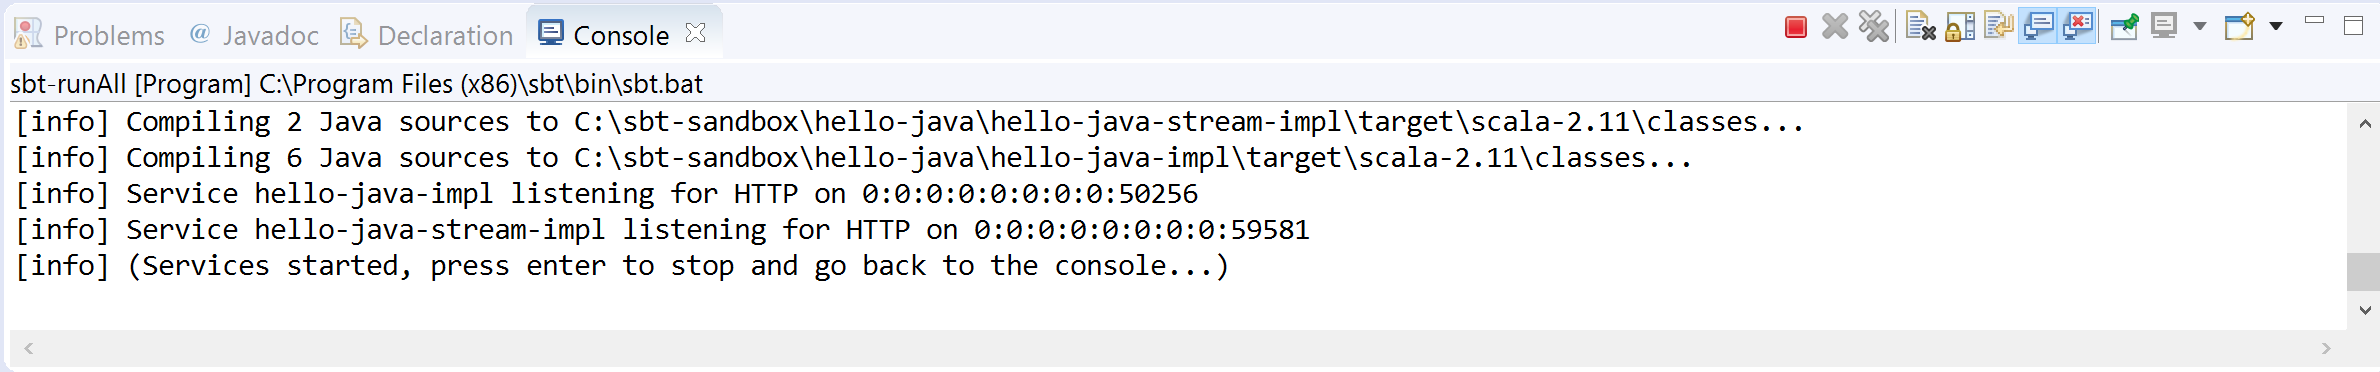 Problems @ Javadoc Declaration Console
sbt-runAll [Program] C:\Program Files (x86)\sbt\bin\sbt.bat
[info] Compiling 2 Java sources to C:\sbt-sandbox\hello-java\hello-java-stream-impl\target\scala-2.11\classes...
[info] Compiling 6 Java sources to C:\sbt-sandbox\hello-java\hello-java-impl\target\scala-2.11\classes...
[info] Service hello-java-impl listening for HTTP on 0:0:0:0:0:0:0:0:50256
[info] Service hello-java-stream-impl listening for HTTP on 0:0:0:0:0:0:0:0:59581
[info] (Services started, press enter to stop and go back to the console...)